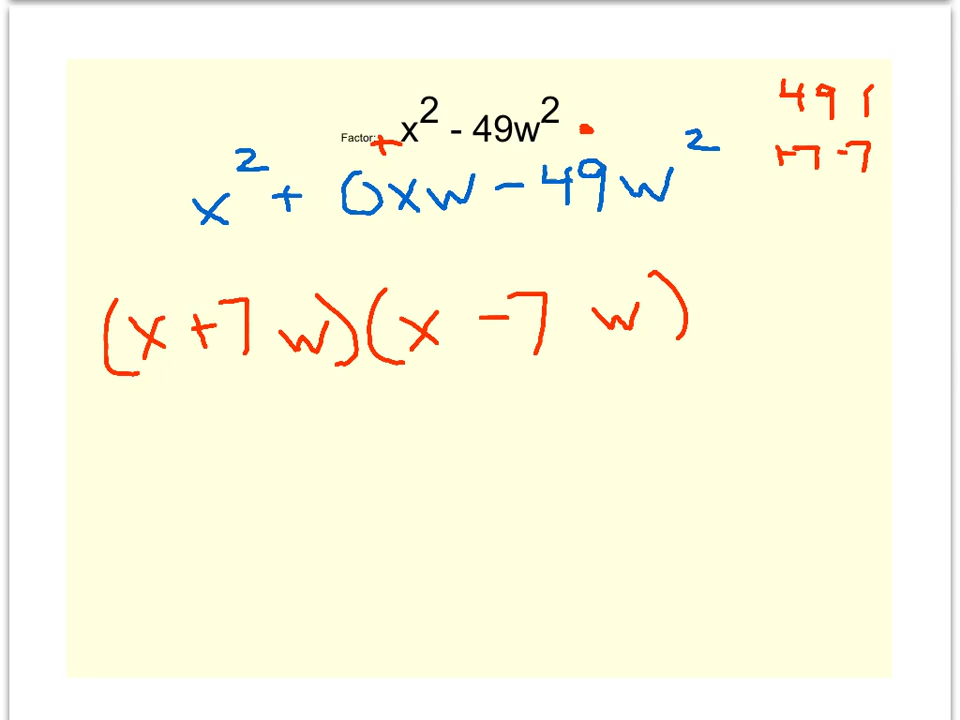 Factor: x² - 49w²
+ •
x² + 0xw - 49w²
49 1
+7 -7
(x +7 w)(x -7 w)